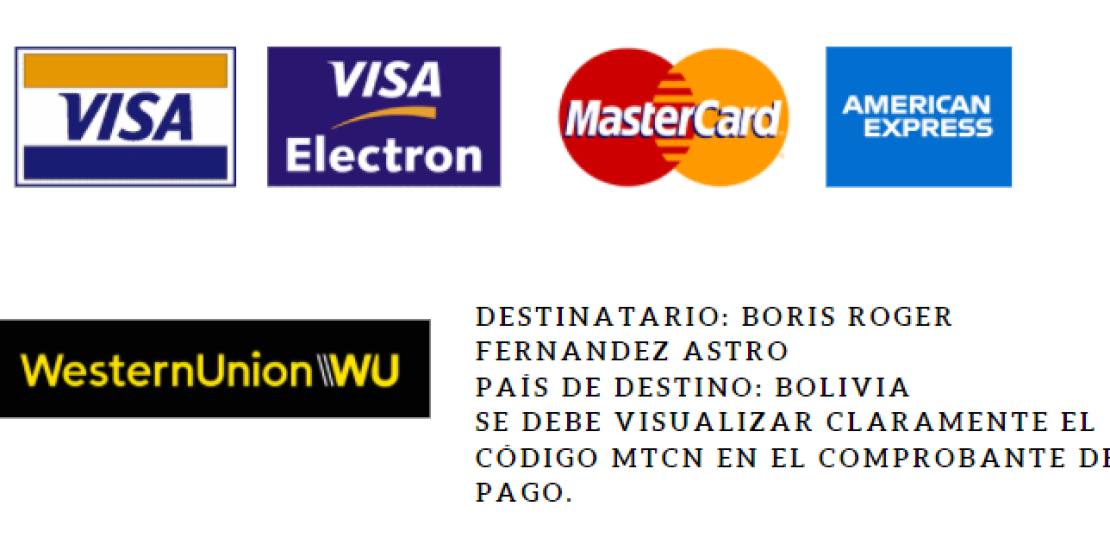 VISA
VISA
Electron
MasterCard
AMERICAN
EXPRESS
WesternUnion WU
DESTINATARIO: BORIS ROGER
FERNANDEZ ASTRO
PAÍS DE DESTINO: BOLIVIA
SE DEBE VISUALIZAR CLARAMENTE EL
CÓDIGO MTCN EN EL COMPROBANTE DE
PAGO.